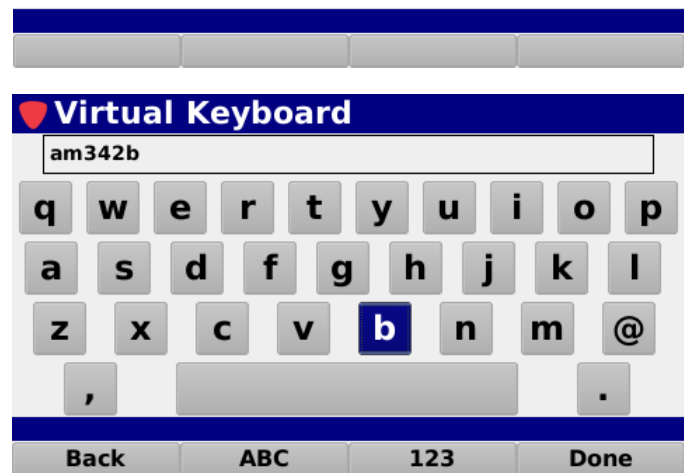 Virtual Keyboard
am342b
q w e r t y u i o p
a s d f g h j k l
z x c v b n m @
, .
Back ABC 123 Done